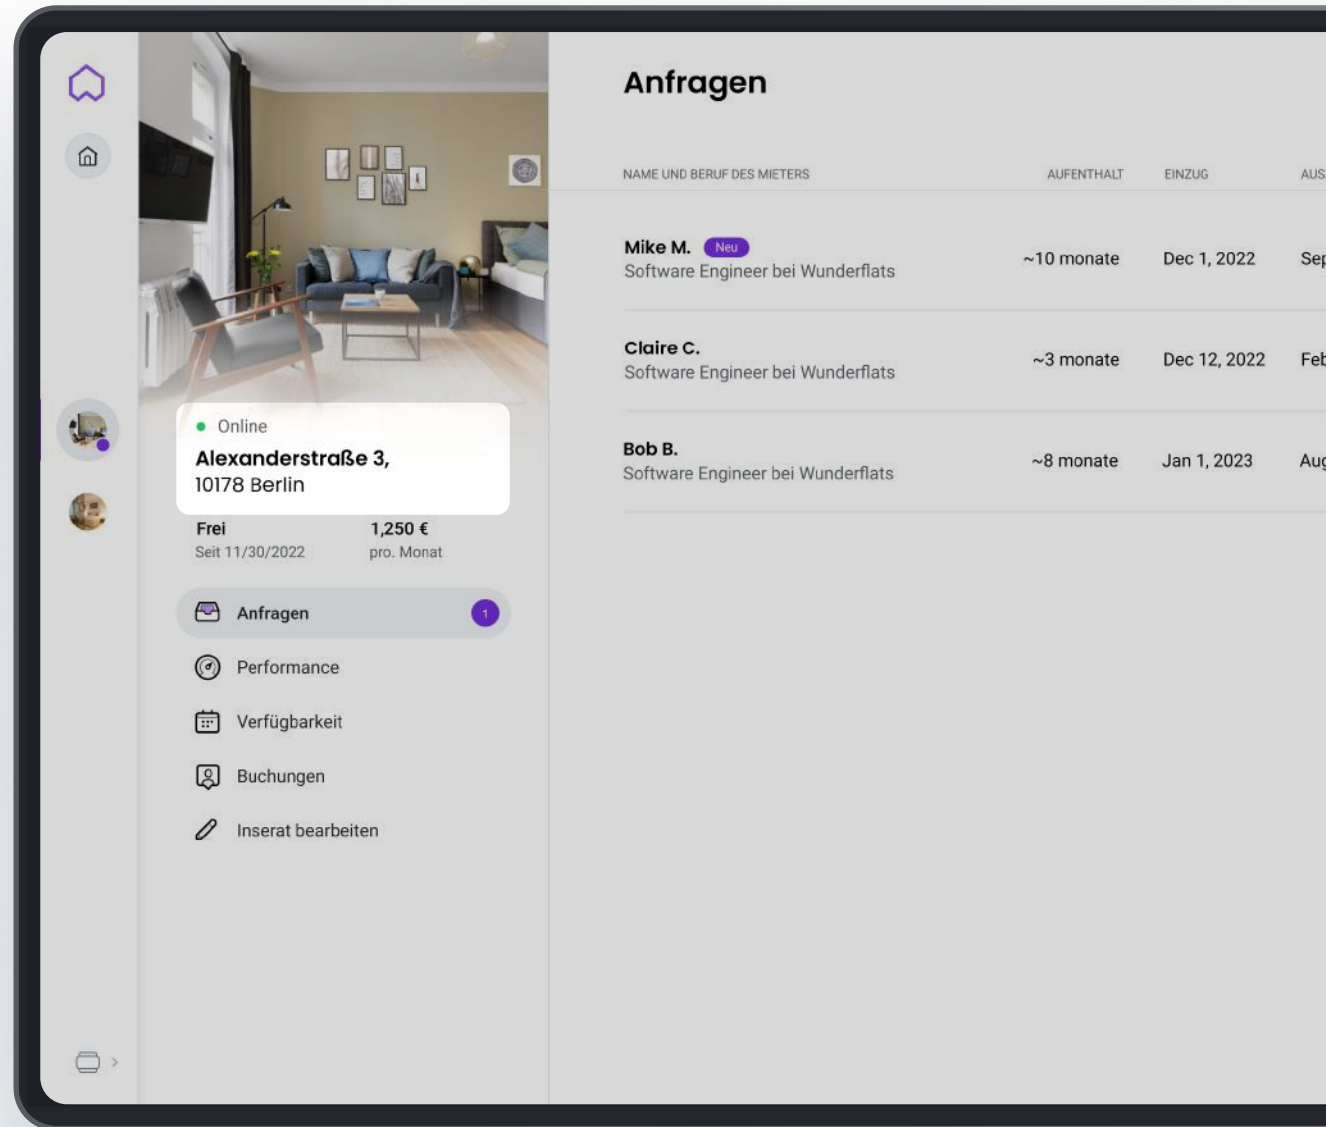 Anfragen
NAME UND BERUF DES MIETERS AUFENTHALT EINZUG
Mike M. Neu
Software Engineer bei Wunderflats
~10 monate Dec 1, 2022
Claire C.
Software Engineer bei Wunderflats
~3 monate Dec 12, 2022 Feb
Bob B.
Software Engineer bei Wunderflats
~8 monate Jan 1, 2023
Online
Alexanderstraße 3,
10178 Berlin
Frei 1,250 €
Seit 11/30/2022 pro. Monat
Anfragen 1
Performance
Verfügbarkeit
Buchungen
Inserat bearbeiten